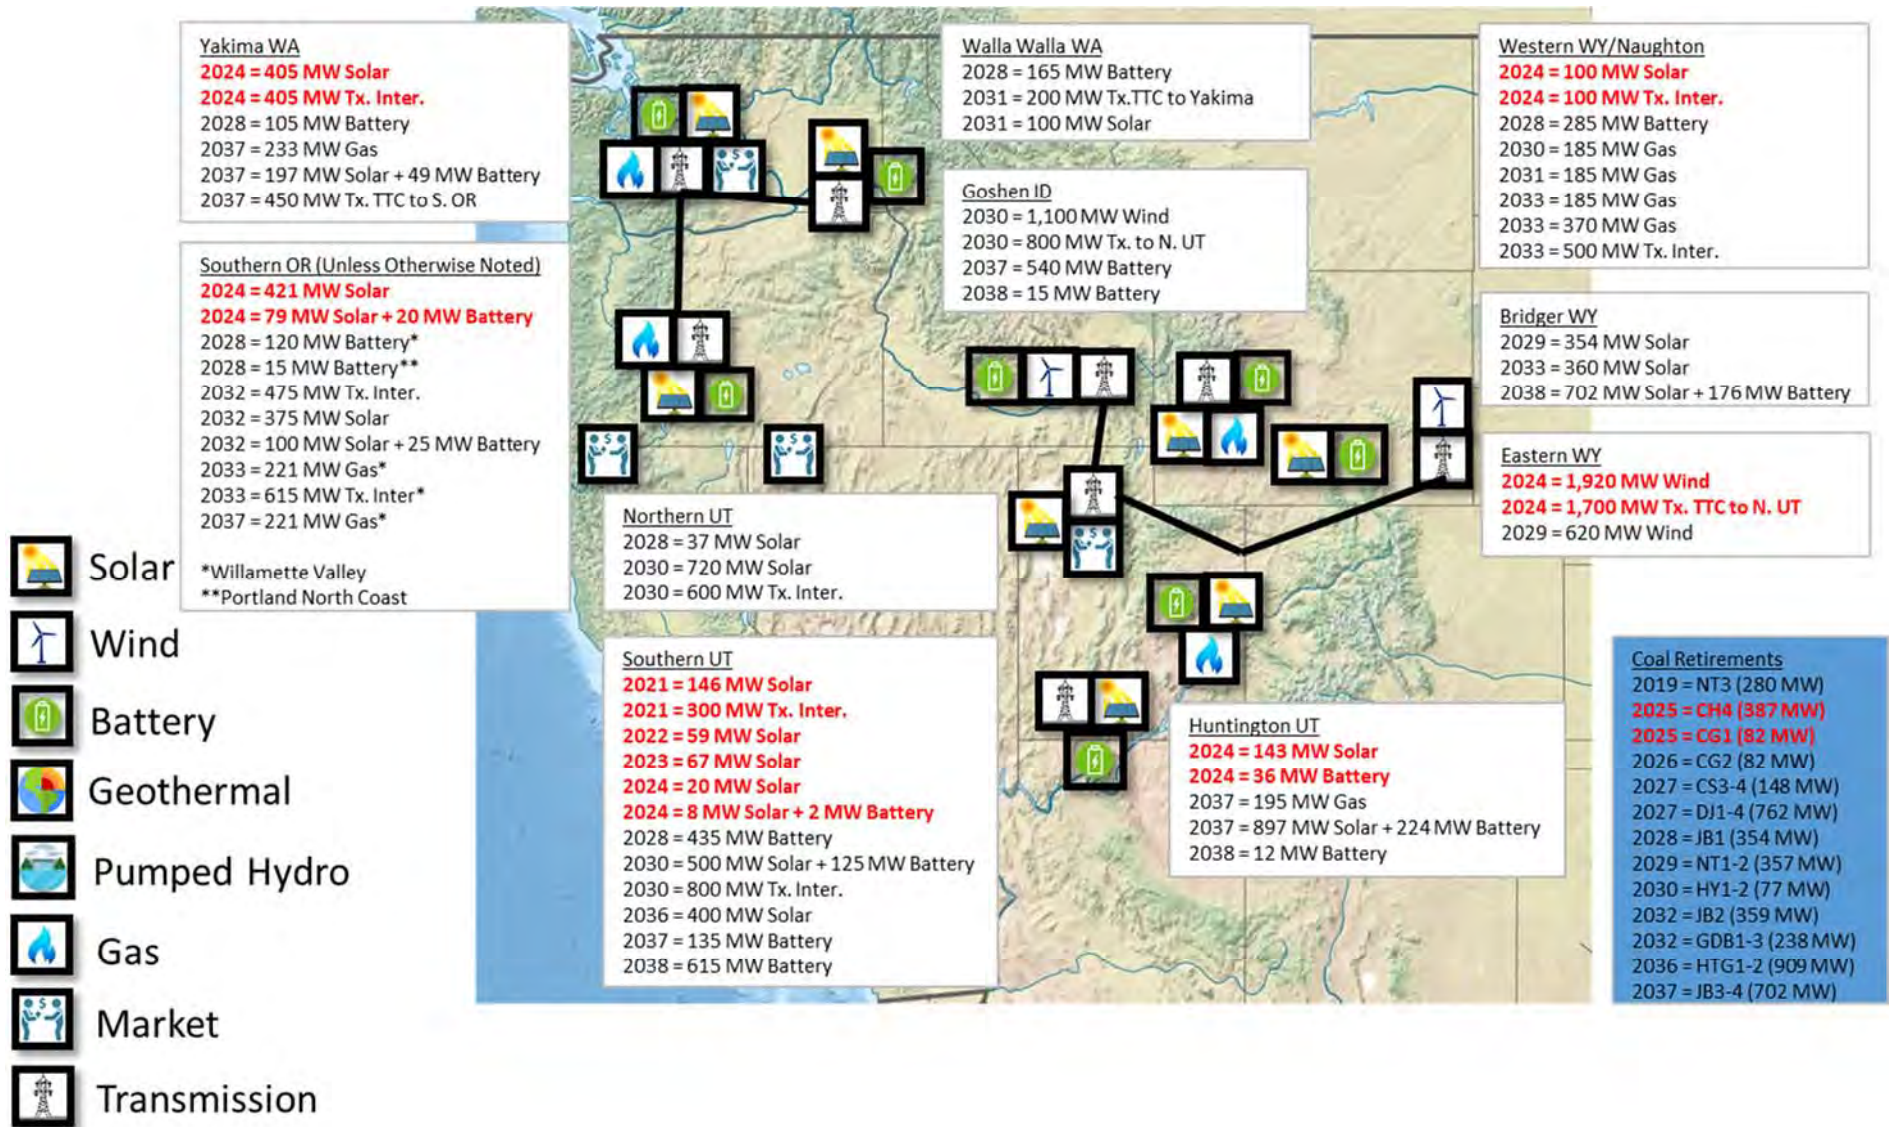 Yakima WA
2024 = 405 MW Solar
2024 = 405 MW Tx. Inter.
2028 = 105 MW Battery
2037 = 233 MW Gas
2037 = 197 MW Solar + 49 MW Battery
2037 = 450 MW Tx. TTC to S. OR
Southern OR (Unless Otherwise Noted)
2024 = 421 MW Solar
2024 = 79 MW Solar + 20 MW Battery
2028 = 120 MW Battery*
2028 = 15 MW Battery**
2032 = 475 MW Tx. Inter.
2032 = 375 MW Solar
2032 = 100 MW Solar + 25 MW Battery
2033 = 221 MW Gas*
2033 = 615 MW Tx. Inter*
2037 = 221 MW Gas*
*Willamette Valley
**Portland North Coast
Walla Walla WA
2028 = 165 MW Battery
2031 = 200 MW Tx.TTC to Yakima
2031 = 100 MW Solar
Goshen ID
2030 = 1,100 MW Wind
2030 = 800 MW Tx. to N. UT
2037 = 540 MW Battery
2038 = 15 MW Battery
Western WY/Naughton
2024 = 100 MW Solar
2024 = 100 MW Tx. Inter.
2028 = 285 MW Battery
2030 = 185 MW Gas
2031 = 185 MW Gas
2033 = 185 MW Gas
2033 = 370 MW Gas
2033 = 500 MW Tx. Inter.
Bridger WY
2029 = 354 MW Solar
2033 = 360 MW Solar
2038 = 702 MW Solar + 176 MW Battery
Eastern WY
2024 = 1,920 MW Wind
2024 = 1,700 MW Tx. TTC to N. UT
2029 = 620 MW Wind
Northern UT
2028 = 37 MW Solar
2030 = 720 MW Solar
2030 = 600 MW Tx. Inter.
Southern UT
2021 = 146 MW Solar
2021 = 300 MW Tx. Inter.
2022 = 59 MW Solar
2023 = 67 MW Solar
2024 = 20 MW Solar
2024 = 8 MW Solar + 2 MW Battery
2028 = 435 MW Battery
2030 = 500 MW Solar + 125 MW Battery
2030 = 800 MW Tx. Inter.
2036 = 400 MW Solar
2037 = 135 MW Battery
2038 = 615 MW Battery
Huntington UT
2024 = 143 MW Solar
2024 = 36 MW Battery
2037 = 195 MW Gas
2037 = 897 MW Solar + 224 MW Battery
2038 = 12 MW Battery
Coal Retirements
2019 = NT3 (280 MW)
2025 = CH4 (387 MW)
2025 = CG1 (82 MW)
2026 = CG2 (82 MW)
2027 = CS3-4 (148 MW)
2027 = DJ1-4 (762 MW)
2028 = JB1 (354 MW)
2029 = NT1-2 (357 MW)
2030 = HY1-2 (77 MW)
2032 = JB2 (359 MW)
2032 = GDB1-3 (238 MW)
2036 = HTG1-2 (909 MW)
2037 = JB3-4 (702 MW)
Solar
Wind
Battery
Geothermal
Pumped Hydro
Gas
Market
Transmission